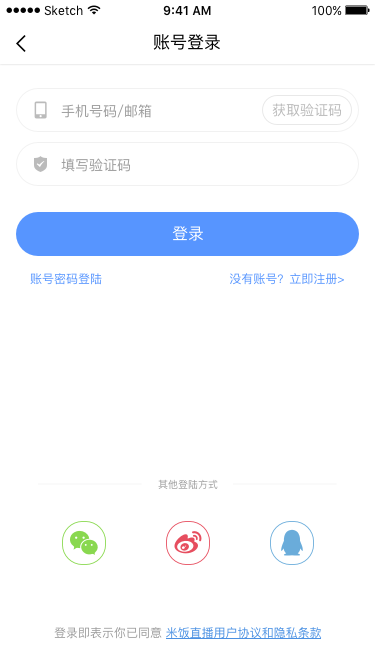 Sketch 9:41 AM 100%
账号登录
手机号码/邮箱 获取验证码
填写验证码
登录
账号密码登陆 没有账号？立即注册>
其他登陆方式
登录即表示你已同意 米饭直播用户协议和隐私条款